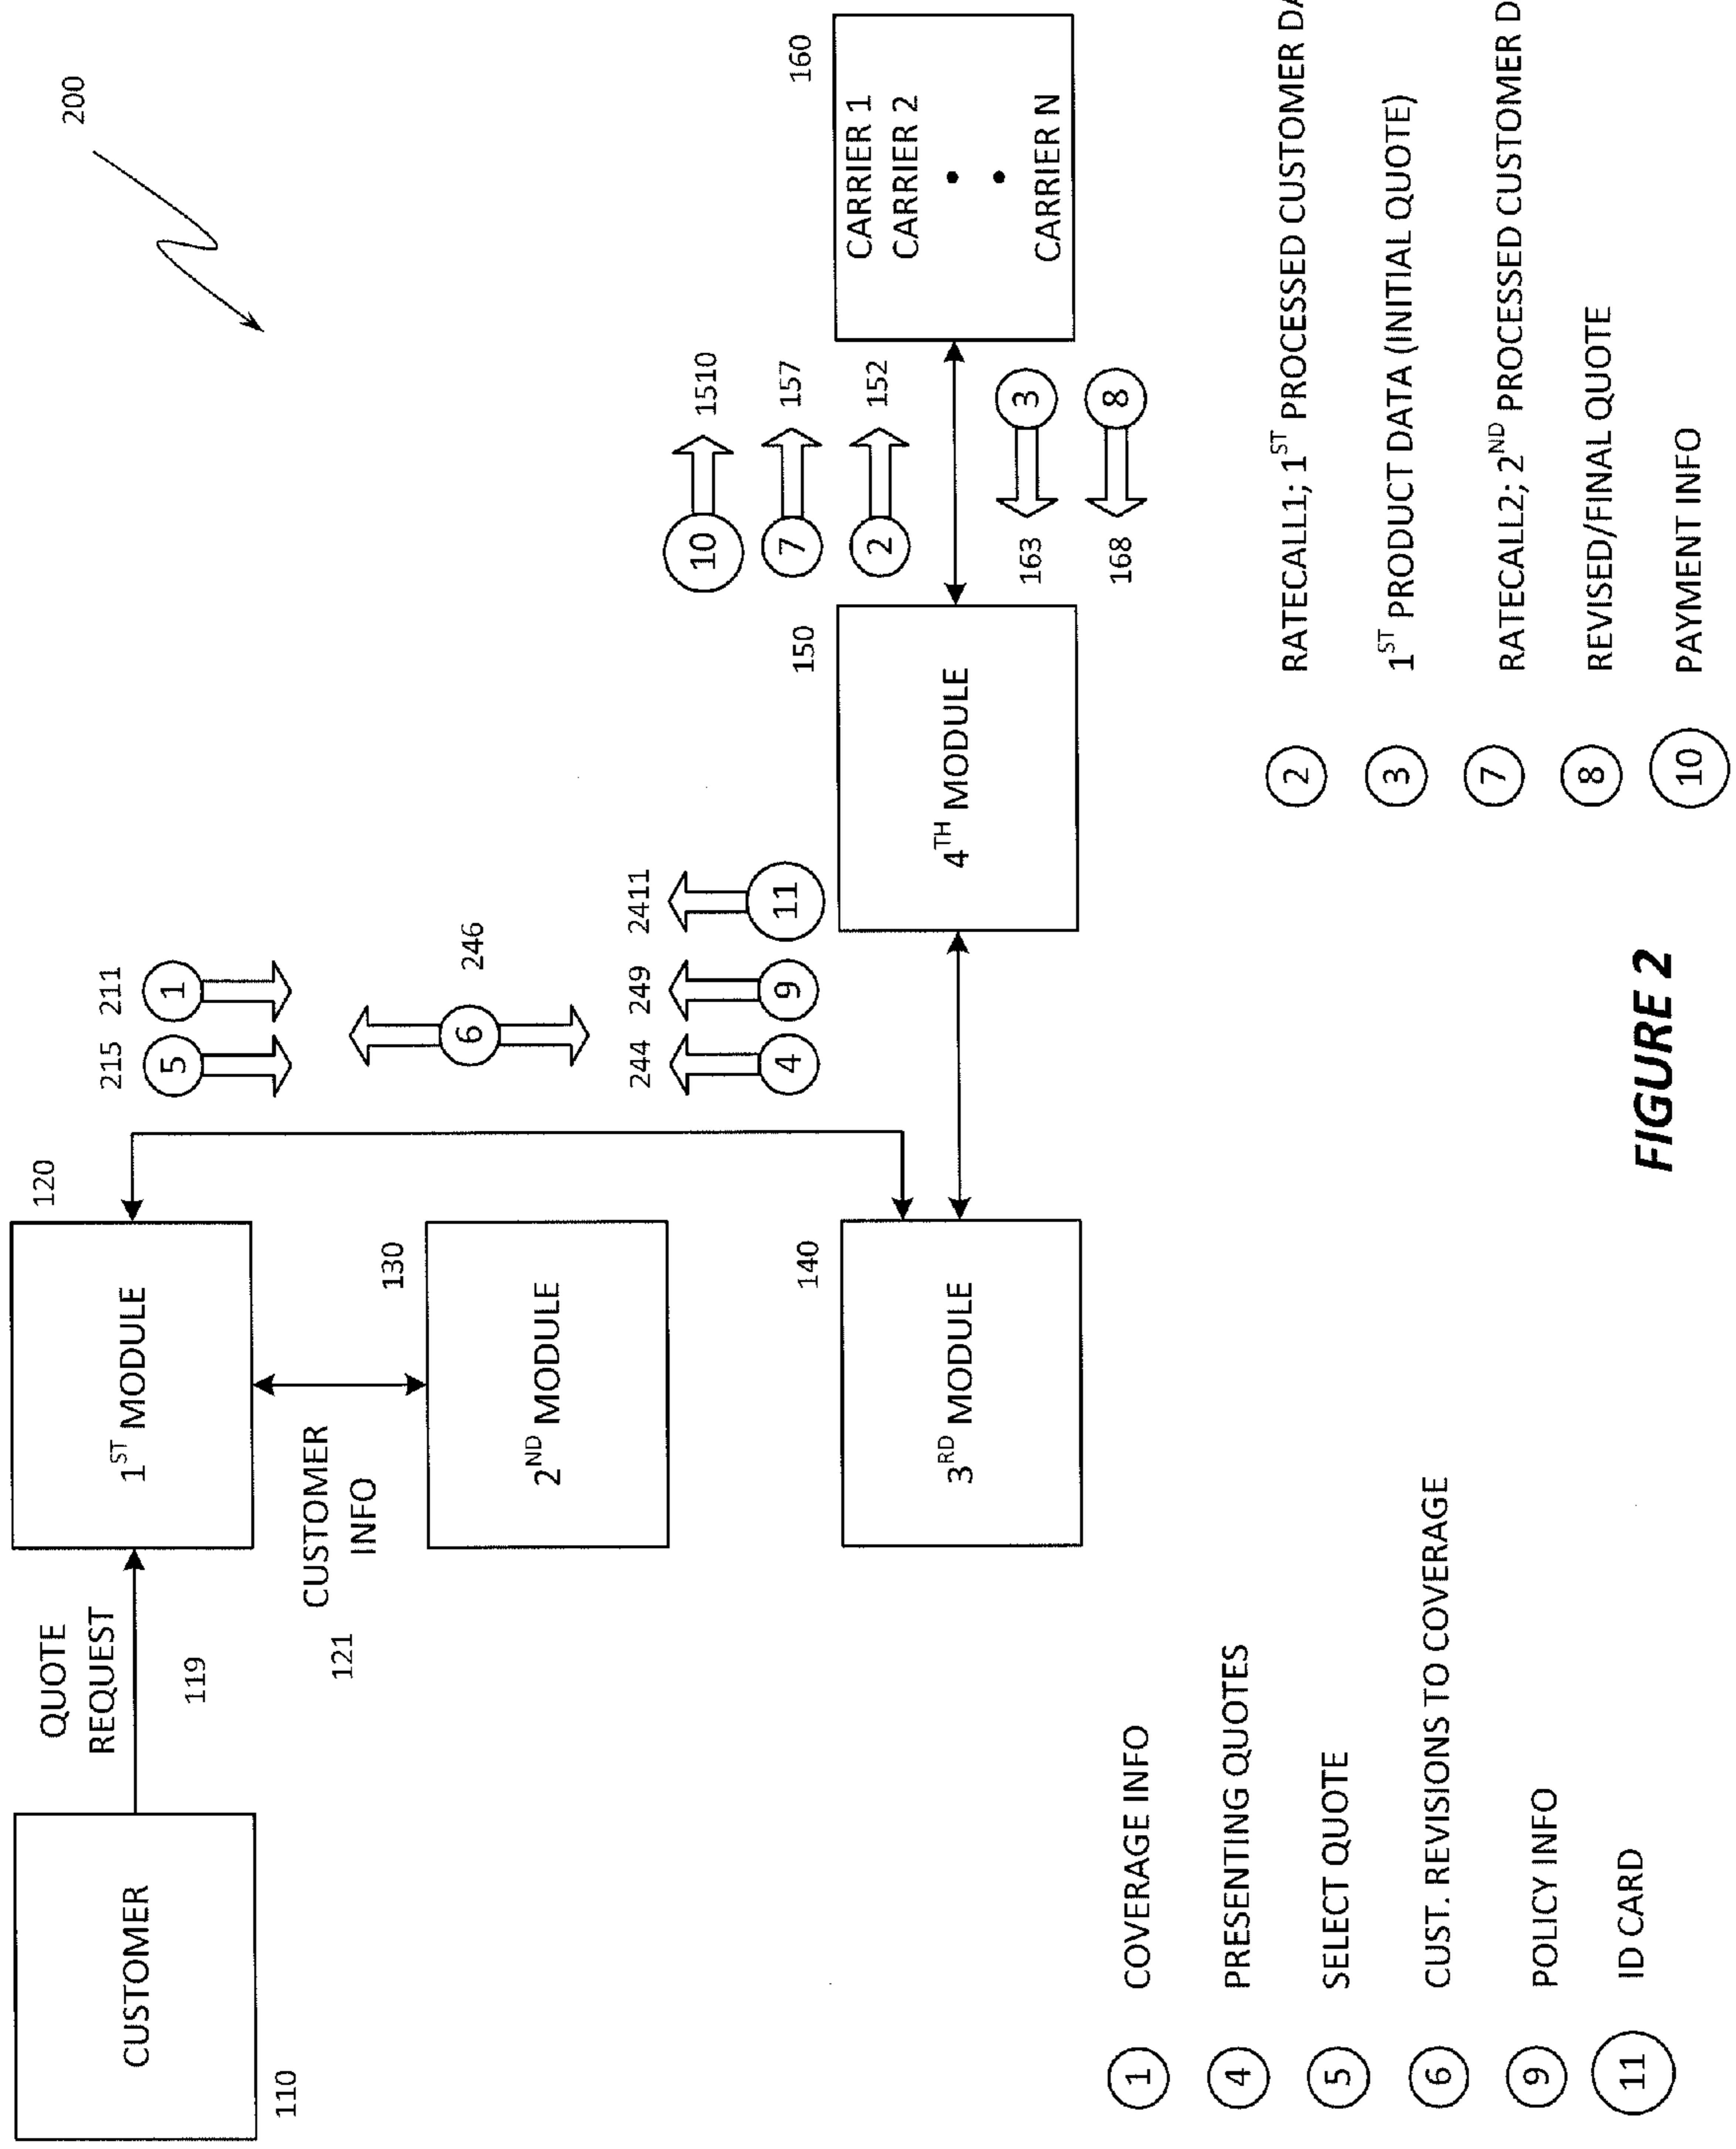 200
CUSTOMER
110
QUOTE
REQUEST
119
1ST MODULE
120
CUSTOMER
INFO
121
2ND MODULE
130
3RD MODULE
140
215
211
5
1
6
246
244
249
2411
4
9
11
4TH MODULE
150
10
1510
7
157
2
152
163
3
168
8
160
CARRIER 1
CARRIER 2
CARRIER N
1 COVERAGE INFO
4 PRESENTING QUOTES
5 SELECT QUOTE
6 CUST. REVISIONS TO COVERAGE
9 POLICY INFO
11 ID CARD
2 RATECALL1; 1ST PROCESSED CUSTOMER DA
3 1ST PRODUCT DATA (INITIAL QUOTE)
7 RATECALL2; 2ND PROCESSED CUSTOMER D
8 REVISED/FINAL QUOTE
10 PAYMENT INFO
FIGURE 2